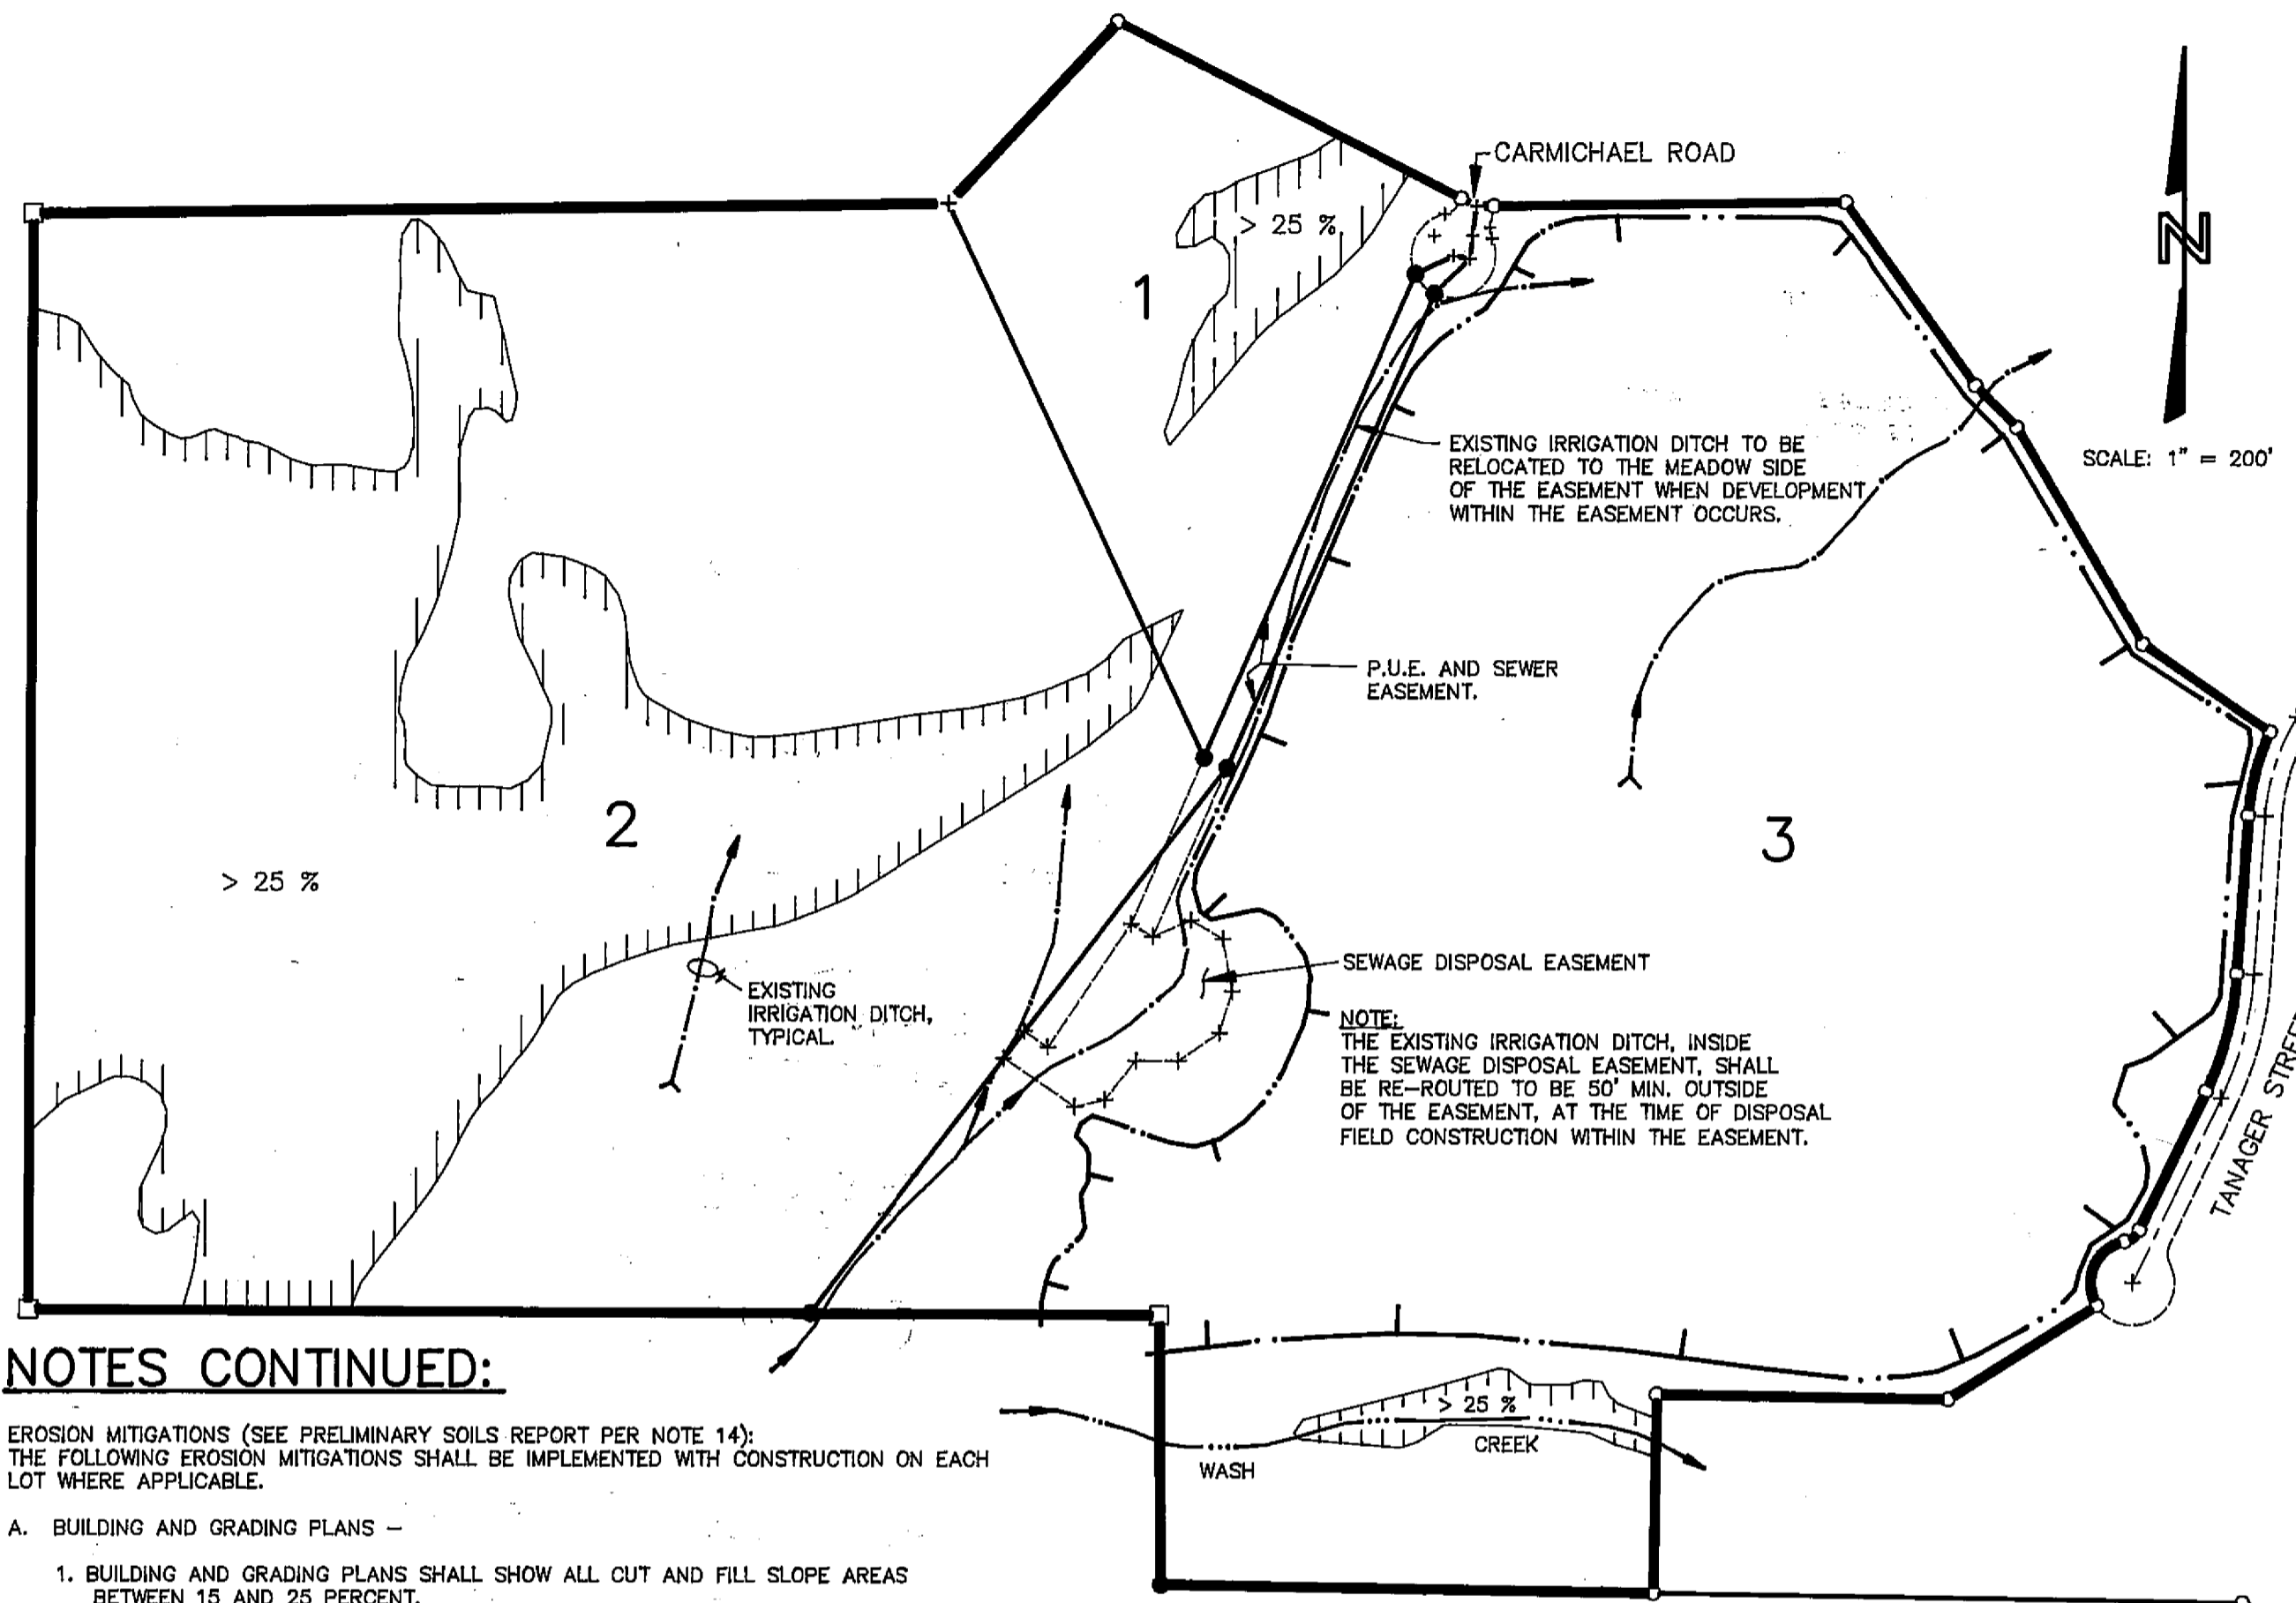 CARMICHAEL ROAD
1
> 25 %
N
SCALE: 1" = 200'
EXISTING IRRIGATION DITCH TO BE
RELOCATED TO THE MEADOW SIDE
OF THE EASEMENT WHEN DEVELOPMENT
WITHIN THE EASEMENT OCCURS.
P.U.E. AND SEWER
EASEMENT.
2
3
> 25 %
EXISTING
IRRIGATION DITCH,
TYPICAL.
SEWAGE DISPOSAL EASEMENT
NOTE:
THE EXISTING IRRIGATION DITCH, INSIDE
THE SEWAGE DISPOSAL EASEMENT, SHALL
BE RE-ROUTED TO BE 50' MIN. OUTSIDE
OF THE EASEMENT, AT THE TIME OF DISPOSAL
FIELD CONSTRUCTION WITHIN THE EASEMENT.
TANAGER STREE
> 25 %
CREEK
WASH
NOTES CONTINUED:
EROSION MITIGATIONS (SEE PRELIMINARY SOILS REPORT PER NOTE 14):
THE FOLLOWING EROSION MITIGATIONS SHALL BE IMPLEMENTED WITH CONSTRUCTION ON EACH
LOT WHERE APPLICABLE.
A. BUILDING AND GRADING PLANS –
1. BUILDING AND GRADING PLANS SHALL SHOW ALL CUT AND FILL SLOPE AREAS
BETWEEN 15 AND 25 PERCENT.